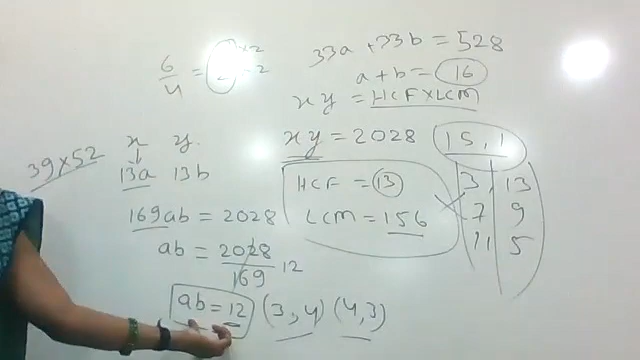 33a + 33b = 528
6/4 =
a + b = 16
xy = HCF × LCM
xy = 2028
15, 1
39 × 52
x y
13a 13b
HCF = 13
3, 13
LCM = 156
7 9
11 5
169ab = 2028
ab = 2028/169 12
ab = 12 (3, 4) (4, 3)